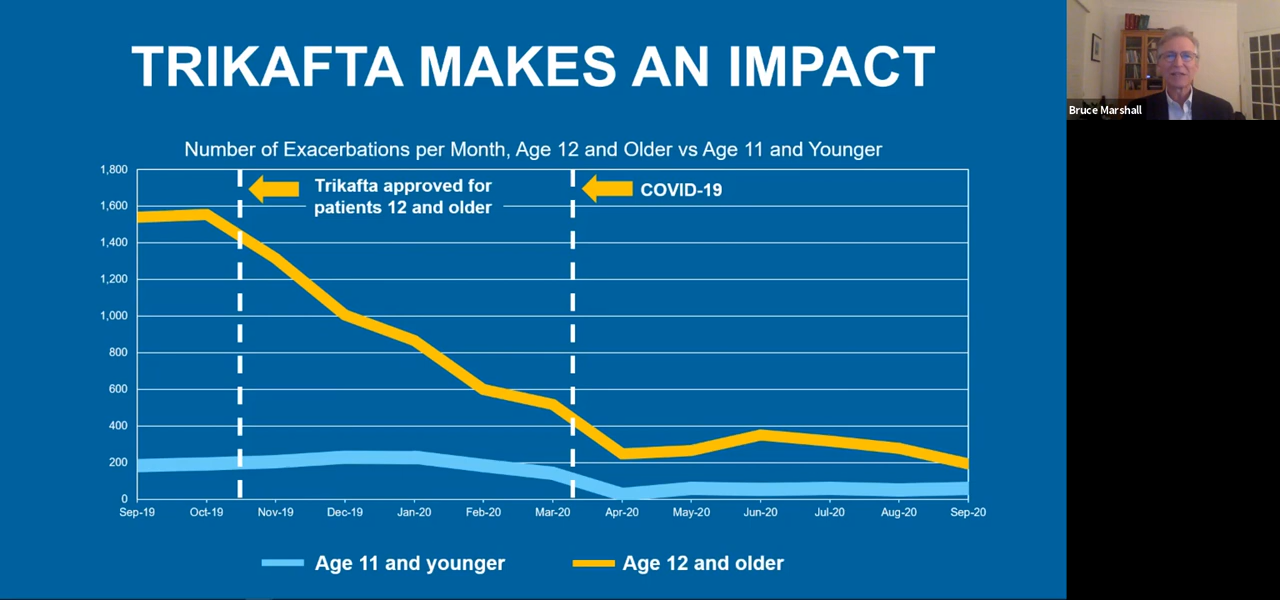 TRIKAFTA MAKES AN IMPACT
Bruce Marshall
Number of Exacerbations per Month, Age 12 and Older vs Age 11 and Younger
1,800
1,600
1,400
1,200
1,000
800
600
400
200
0
Trikafta approved for
patients 12 and older
COVID-19
Sep-19 Oct-19 Nov-19 Dec-19 Jan-20 Feb-20 Mar-20 Apr-20 May-20 Jun-20 Jul-20 Aug-20 Sep-20
Age 11 and younger Age 12 and older